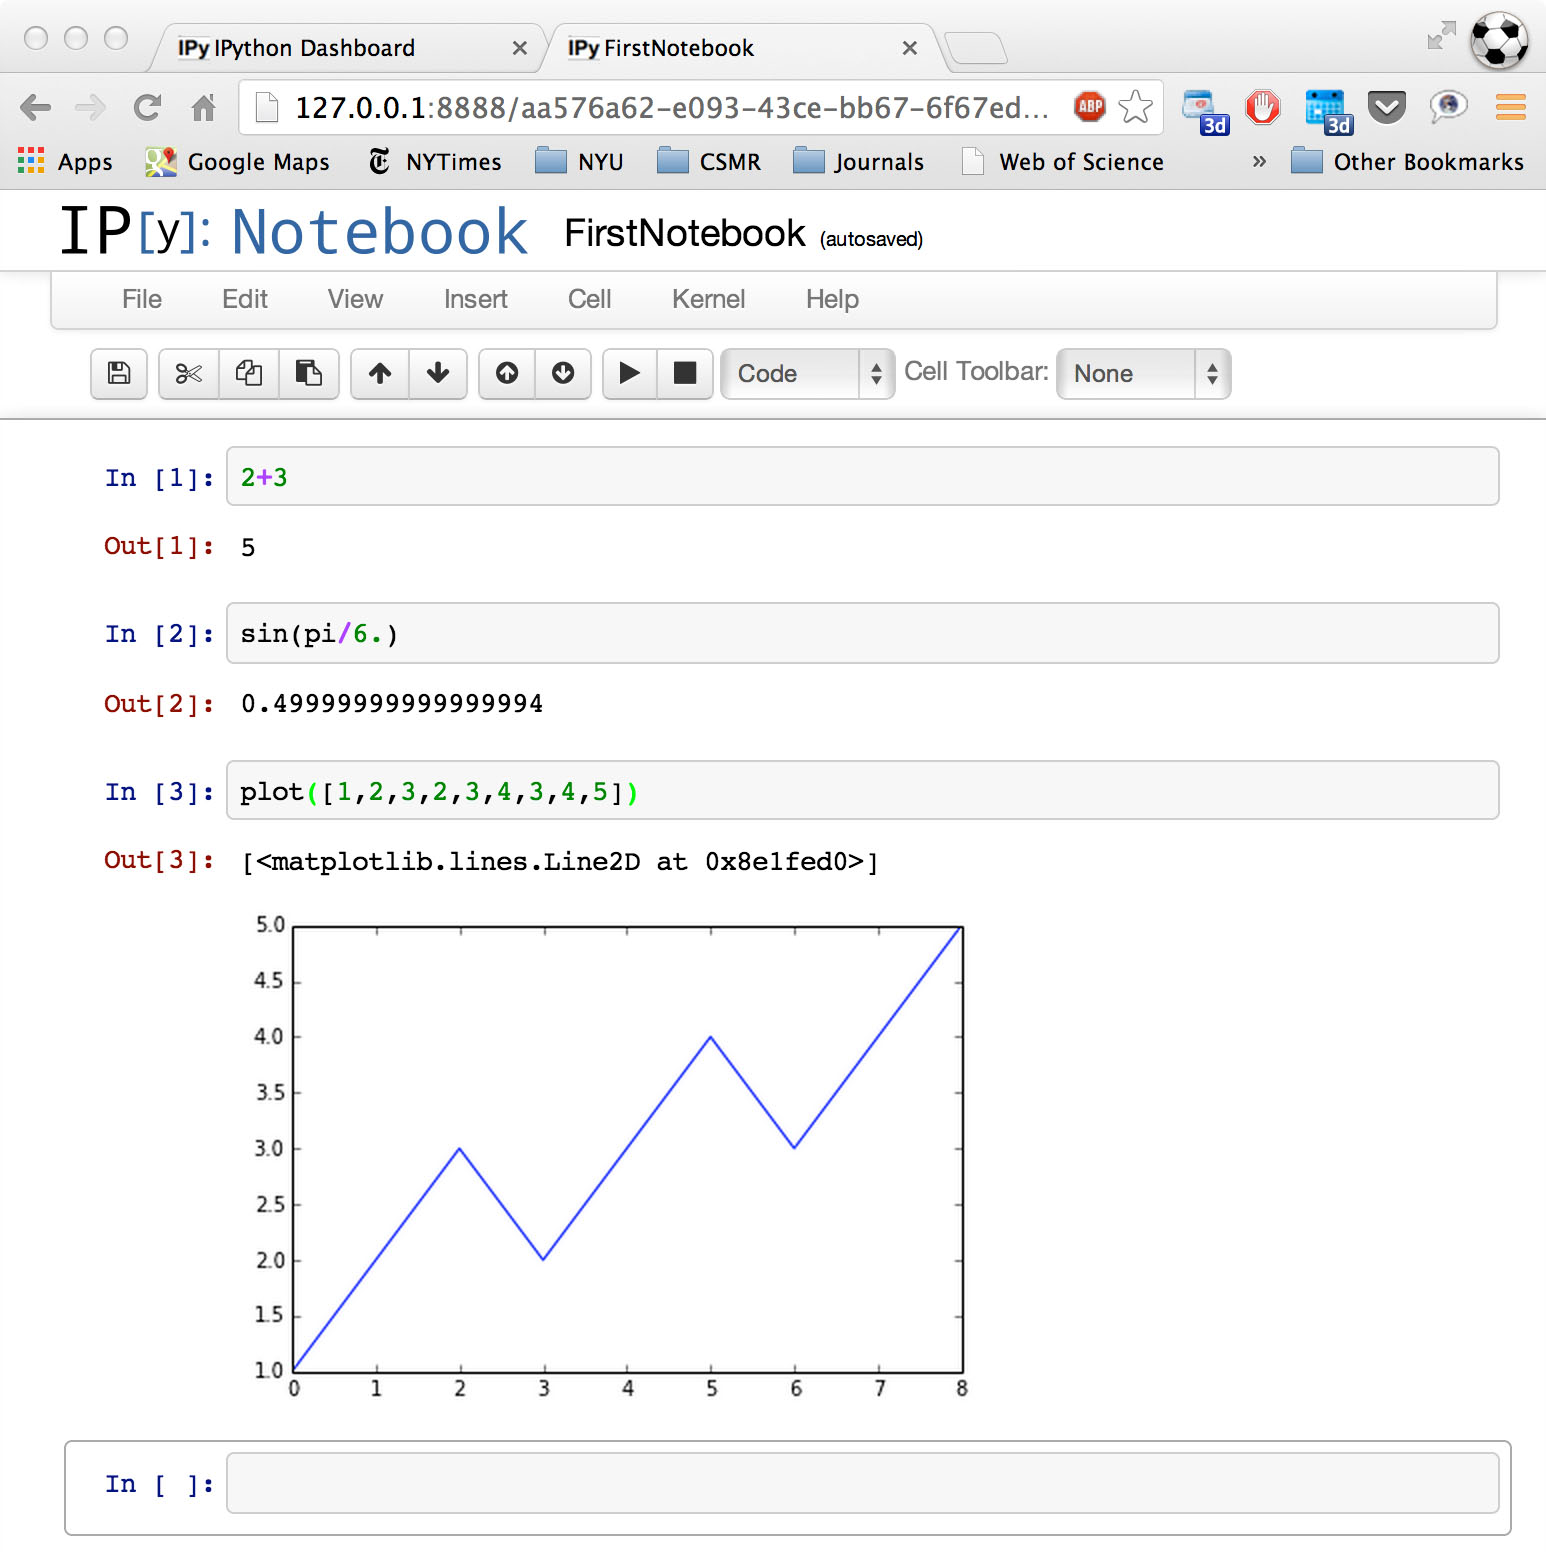 IPy IPython Dashboard × IPy FirstNotebook ×
127.0.0.1:8888/aa576a62-e093-43ce-bb67-6f67ed... ABP 3d 3d
Apps Google Maps NYTimes NYU CSMR Journals Web of Science » Other Bookmarks
IP[y]: Notebook FirstNotebook (autosaved)
File Edit View Insert Cell Kernel Help
Code Cell Toolbar: None
In [1]: 2+3
Out[1]: 5
In [2]: sin(pi/6.)
Out[2]: 0.49999999999999994
In [3]: plot([1,2,3,2,3,4,3,4,5])
Out[3]: [<matplotlib.lines.Line2D at 0x8e1fed0>]
5.0
4.5
4.0
3.5
3.0
2.5
2.0
1.5
1.0
0 1 2 3 4 5 6 7 8
In [ ]: